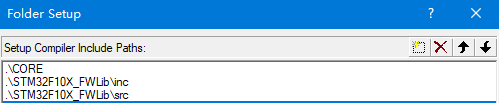 Folder Setup
?
Setup Compiler Include Paths:
.\CORE
.\STM32F10X_FWLib\inc
.\STM32F10X_FWLib\src